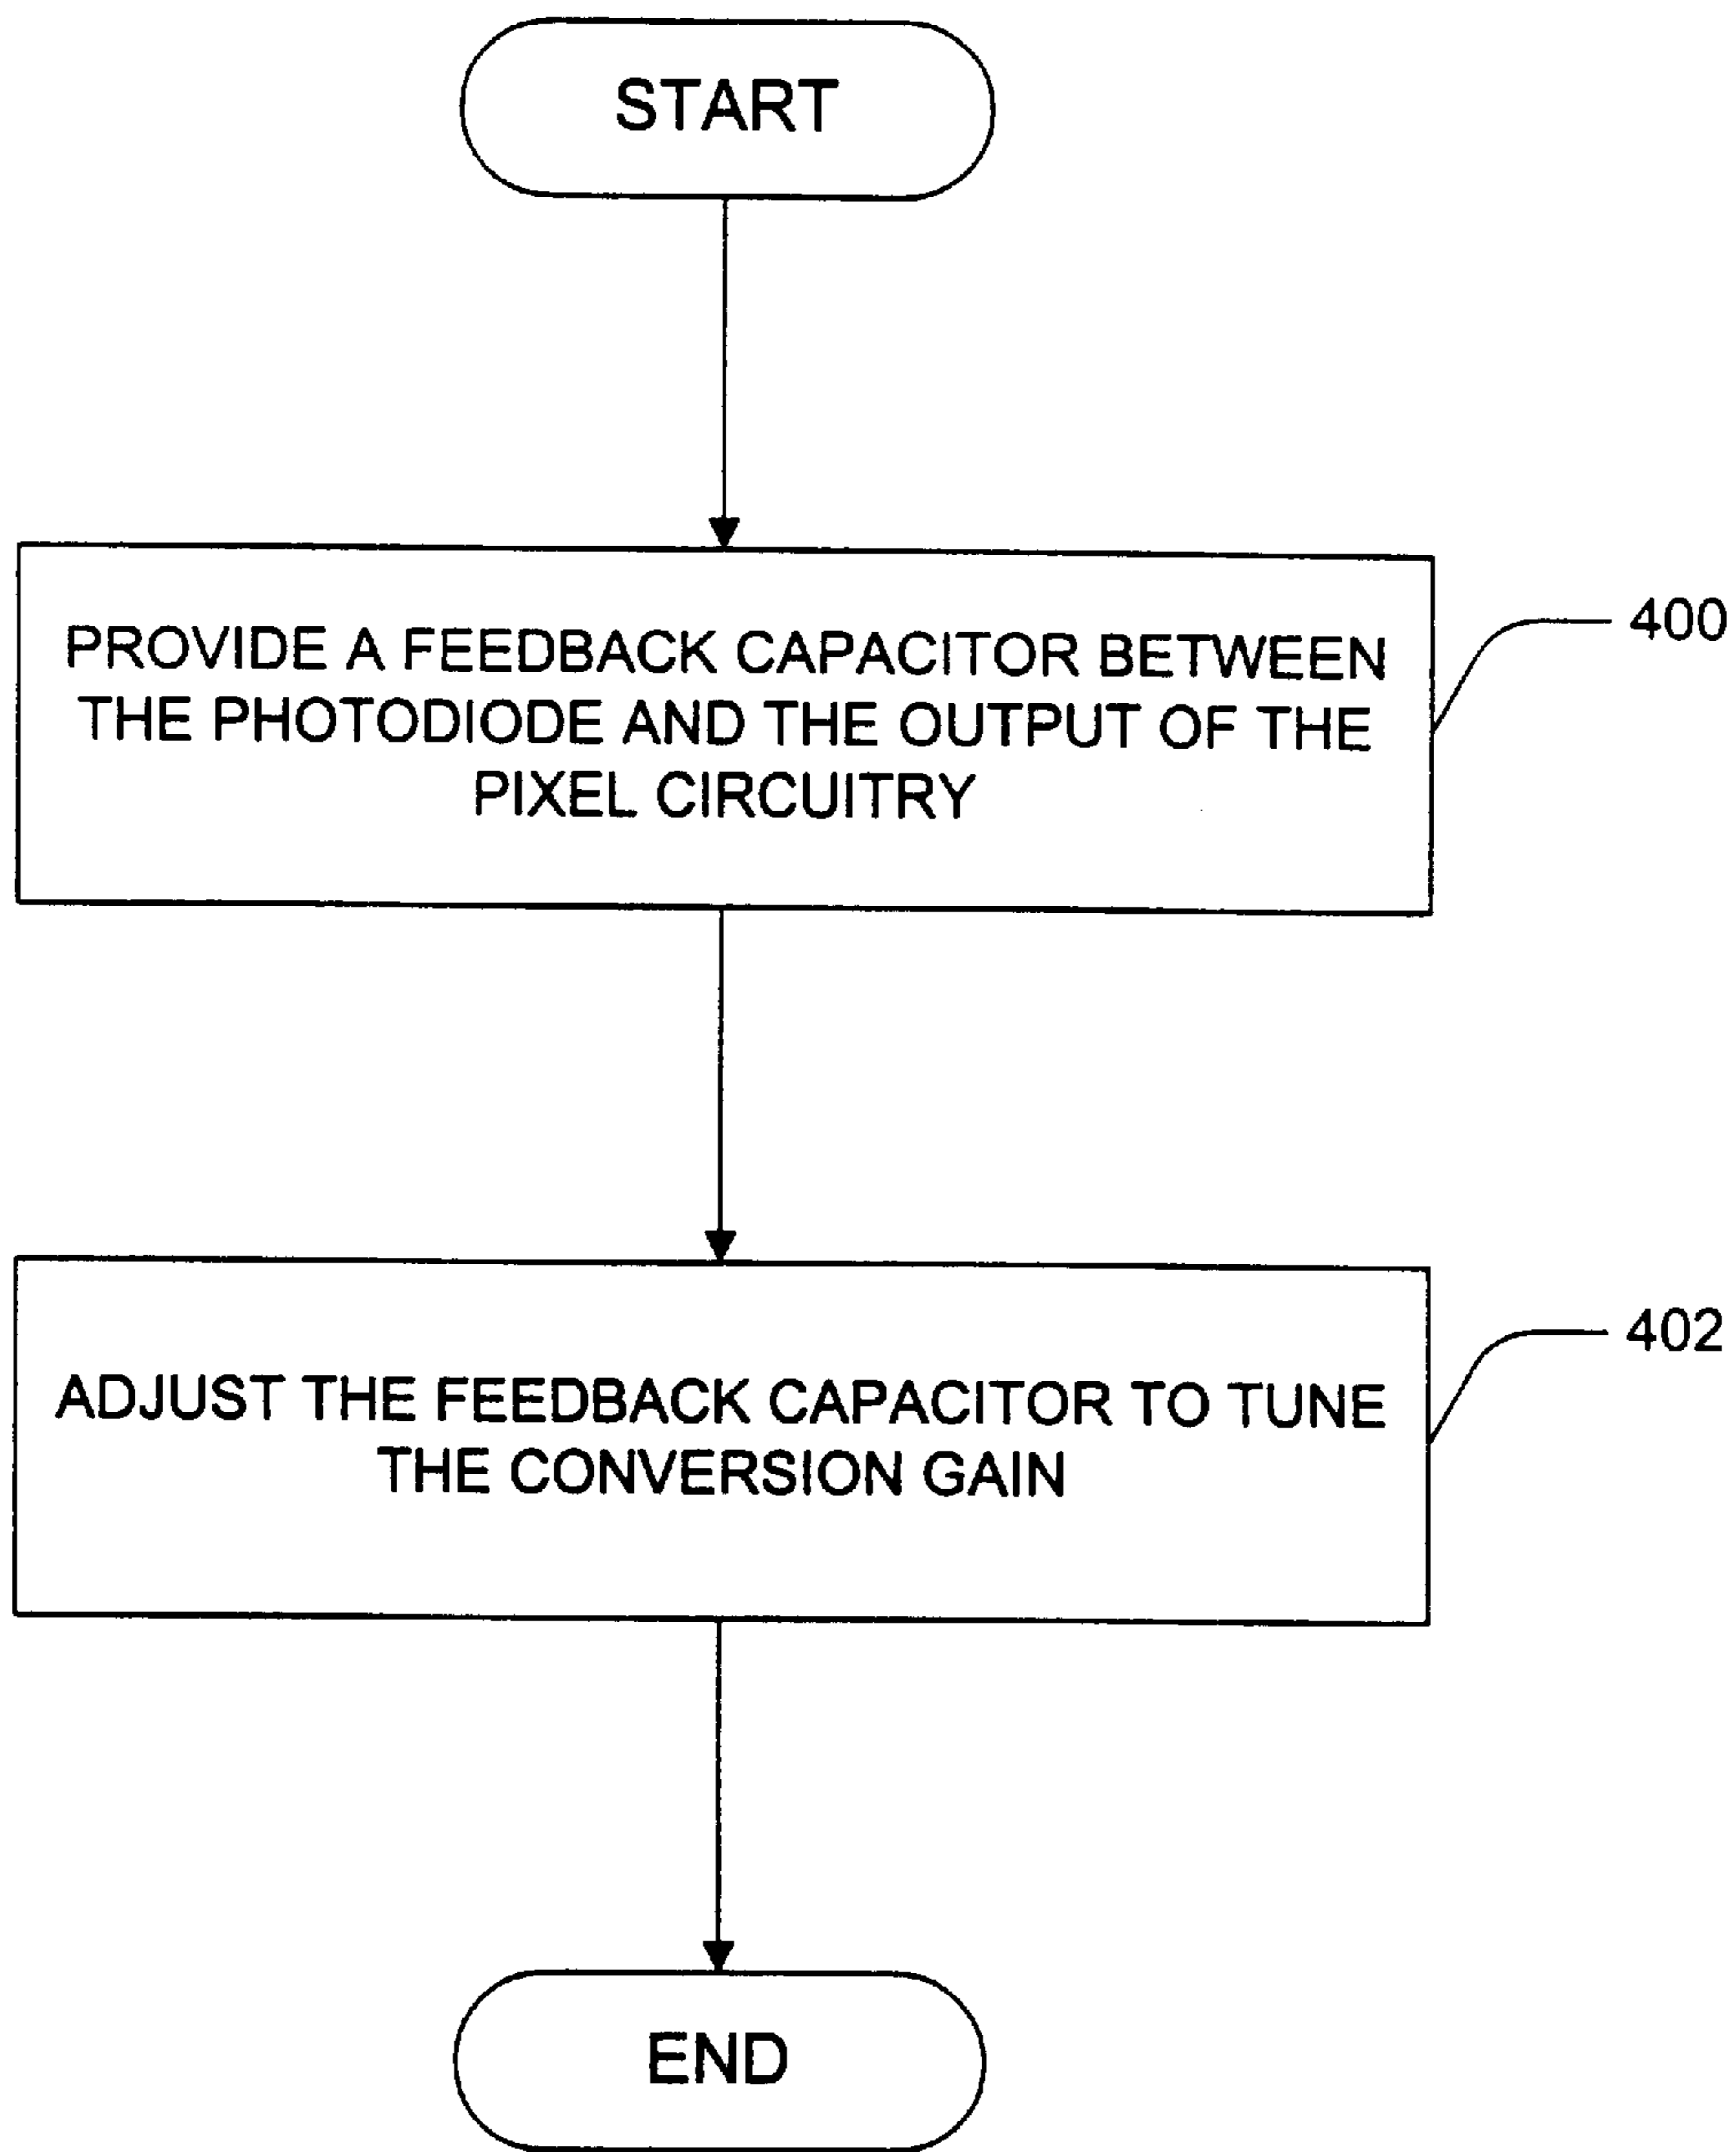 START
PROVIDE A FEEDBACK CAPACITOR BETWEEN
THE PHOTODIODE AND THE OUTPUT OF THE
PIXEL CIRCUITRY
400
ADJUST THE FEEDBACK CAPACITOR TO TUNE
THE CONVERSION GAIN
402
END